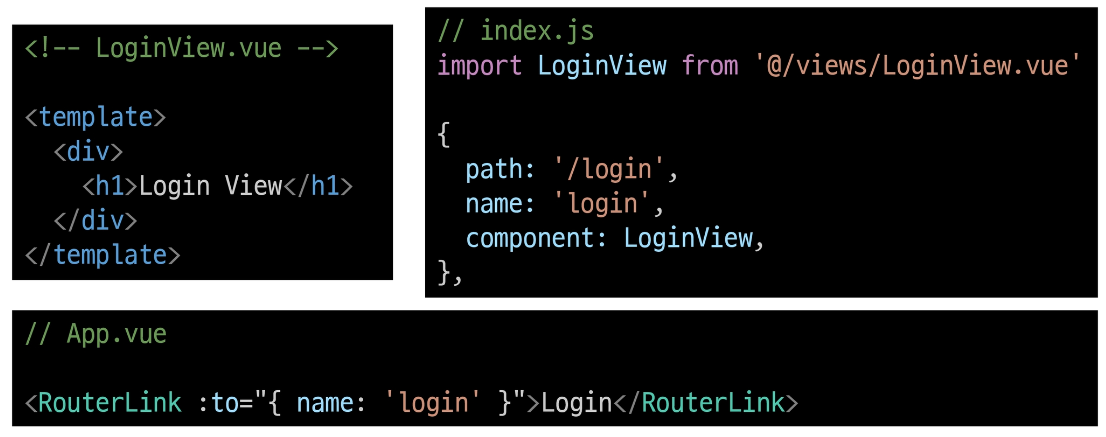 <!-- LoginView.vue -->
<template>
  <div>
    <h1>Login View</h1>
  </div>
</template>
// index.js
import LoginView from '@/views/LoginView.vue'
{
  path: '/login',
  name: 'login',
  component: LoginView,
},
// App.vue
<RouterLink :to="{ name: 'login' }">Login</RouterLink>